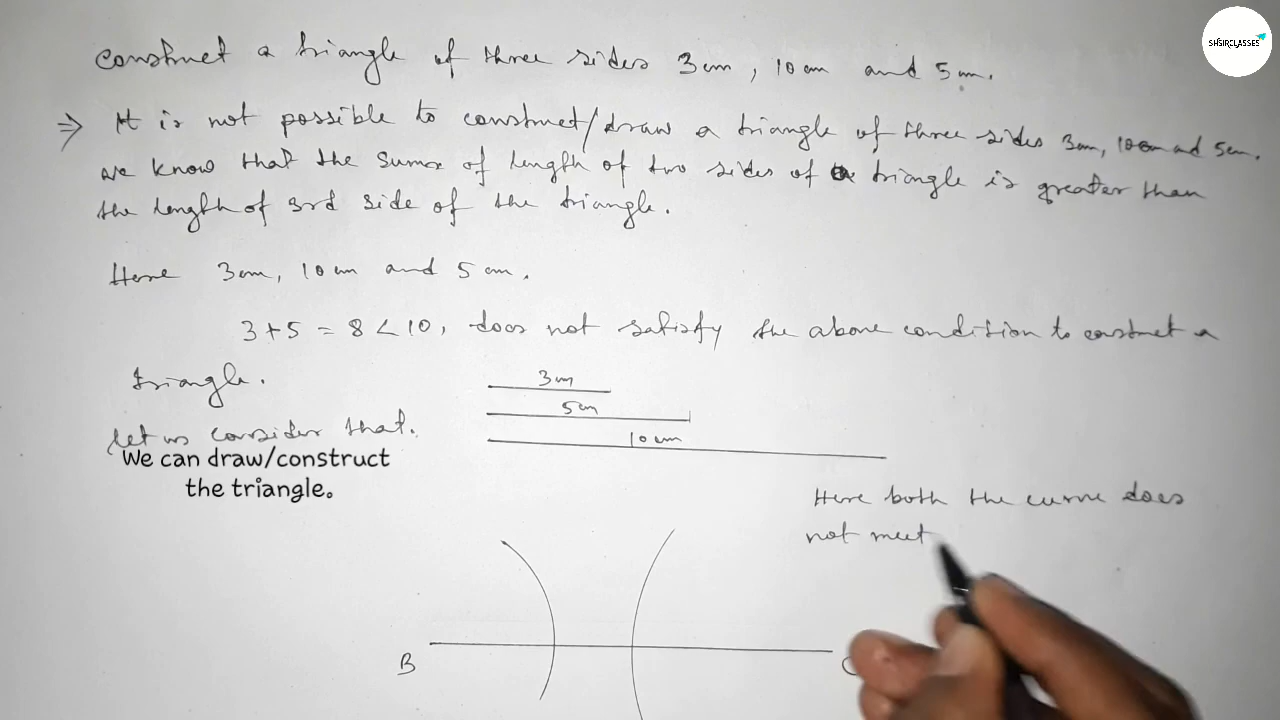 SHSIRCLASSES
construct a triangle of three sides 3cm, 10cm and 5cm.
⇒ It is not possible to construct/draw a triangle of three sides 3cm, 10cm and 5cm.
we know that the sum of length of two sides of a triangle is greater than
the length of 3rd side of the triangle.
Here 3cm, 10cm and 5cm.
3+5 = 8 < 10, does not satisfy the above condition to construct a
triangle.
3cm
5cm
10cm
let us consider that.
We can draw/construct
the triangle.
Here both the curve does
not meet
B
C